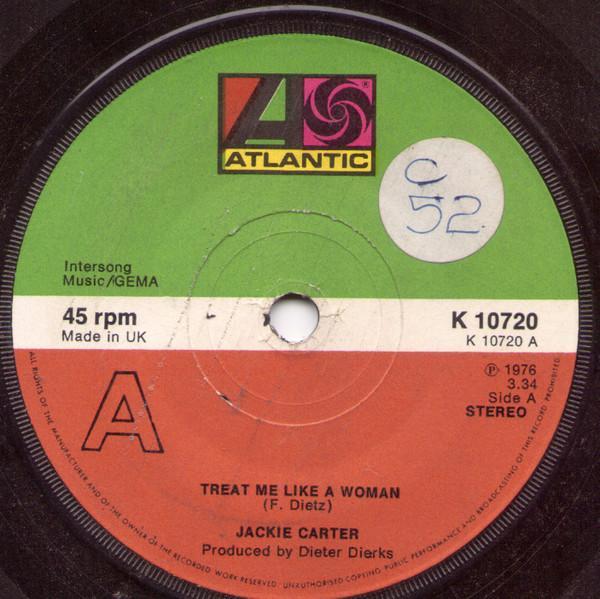 ATLANTIC
®
C
52
Intersong
Music/GEMA
45 rpm
Made in UK
K 10720
K 10720 A
A
℗ 1976
3.34
Side A
STEREO
TREAT ME LIKE A WOMAN
(F. Dietz)
JACKIE CARTER
Produced by Dieter Dierks
ALL RIGHTS OF THE MANUFACTURER AND OF THE OWNER OF THE RECORDED WORK RESERVED · UNAUTHORISED COPYING PUBLIC PERFORMANCE AND BROADCASTING OF THIS RECORD PROHIBITED